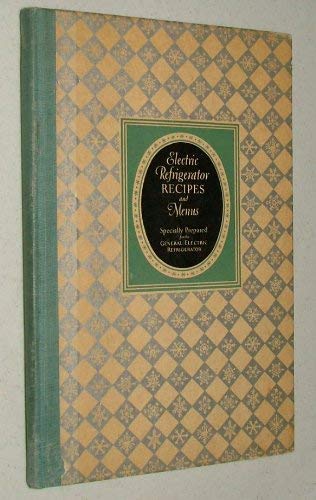 Electric
Refrigerator
RECIPES
and
Menus
Specially Prepared
for the
GENERAL ELECTRIC
REFRIGERATOR